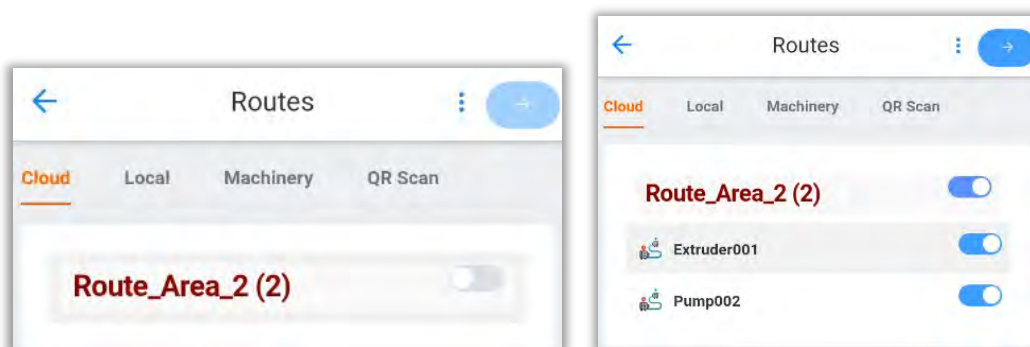 Routes
Cloud Local Machinery QR Scan
Route_Area_2 (2)
Routes
Cloud Local Machinery QR Scan
Route_Area_2 (2)
Extruder001
Pump002